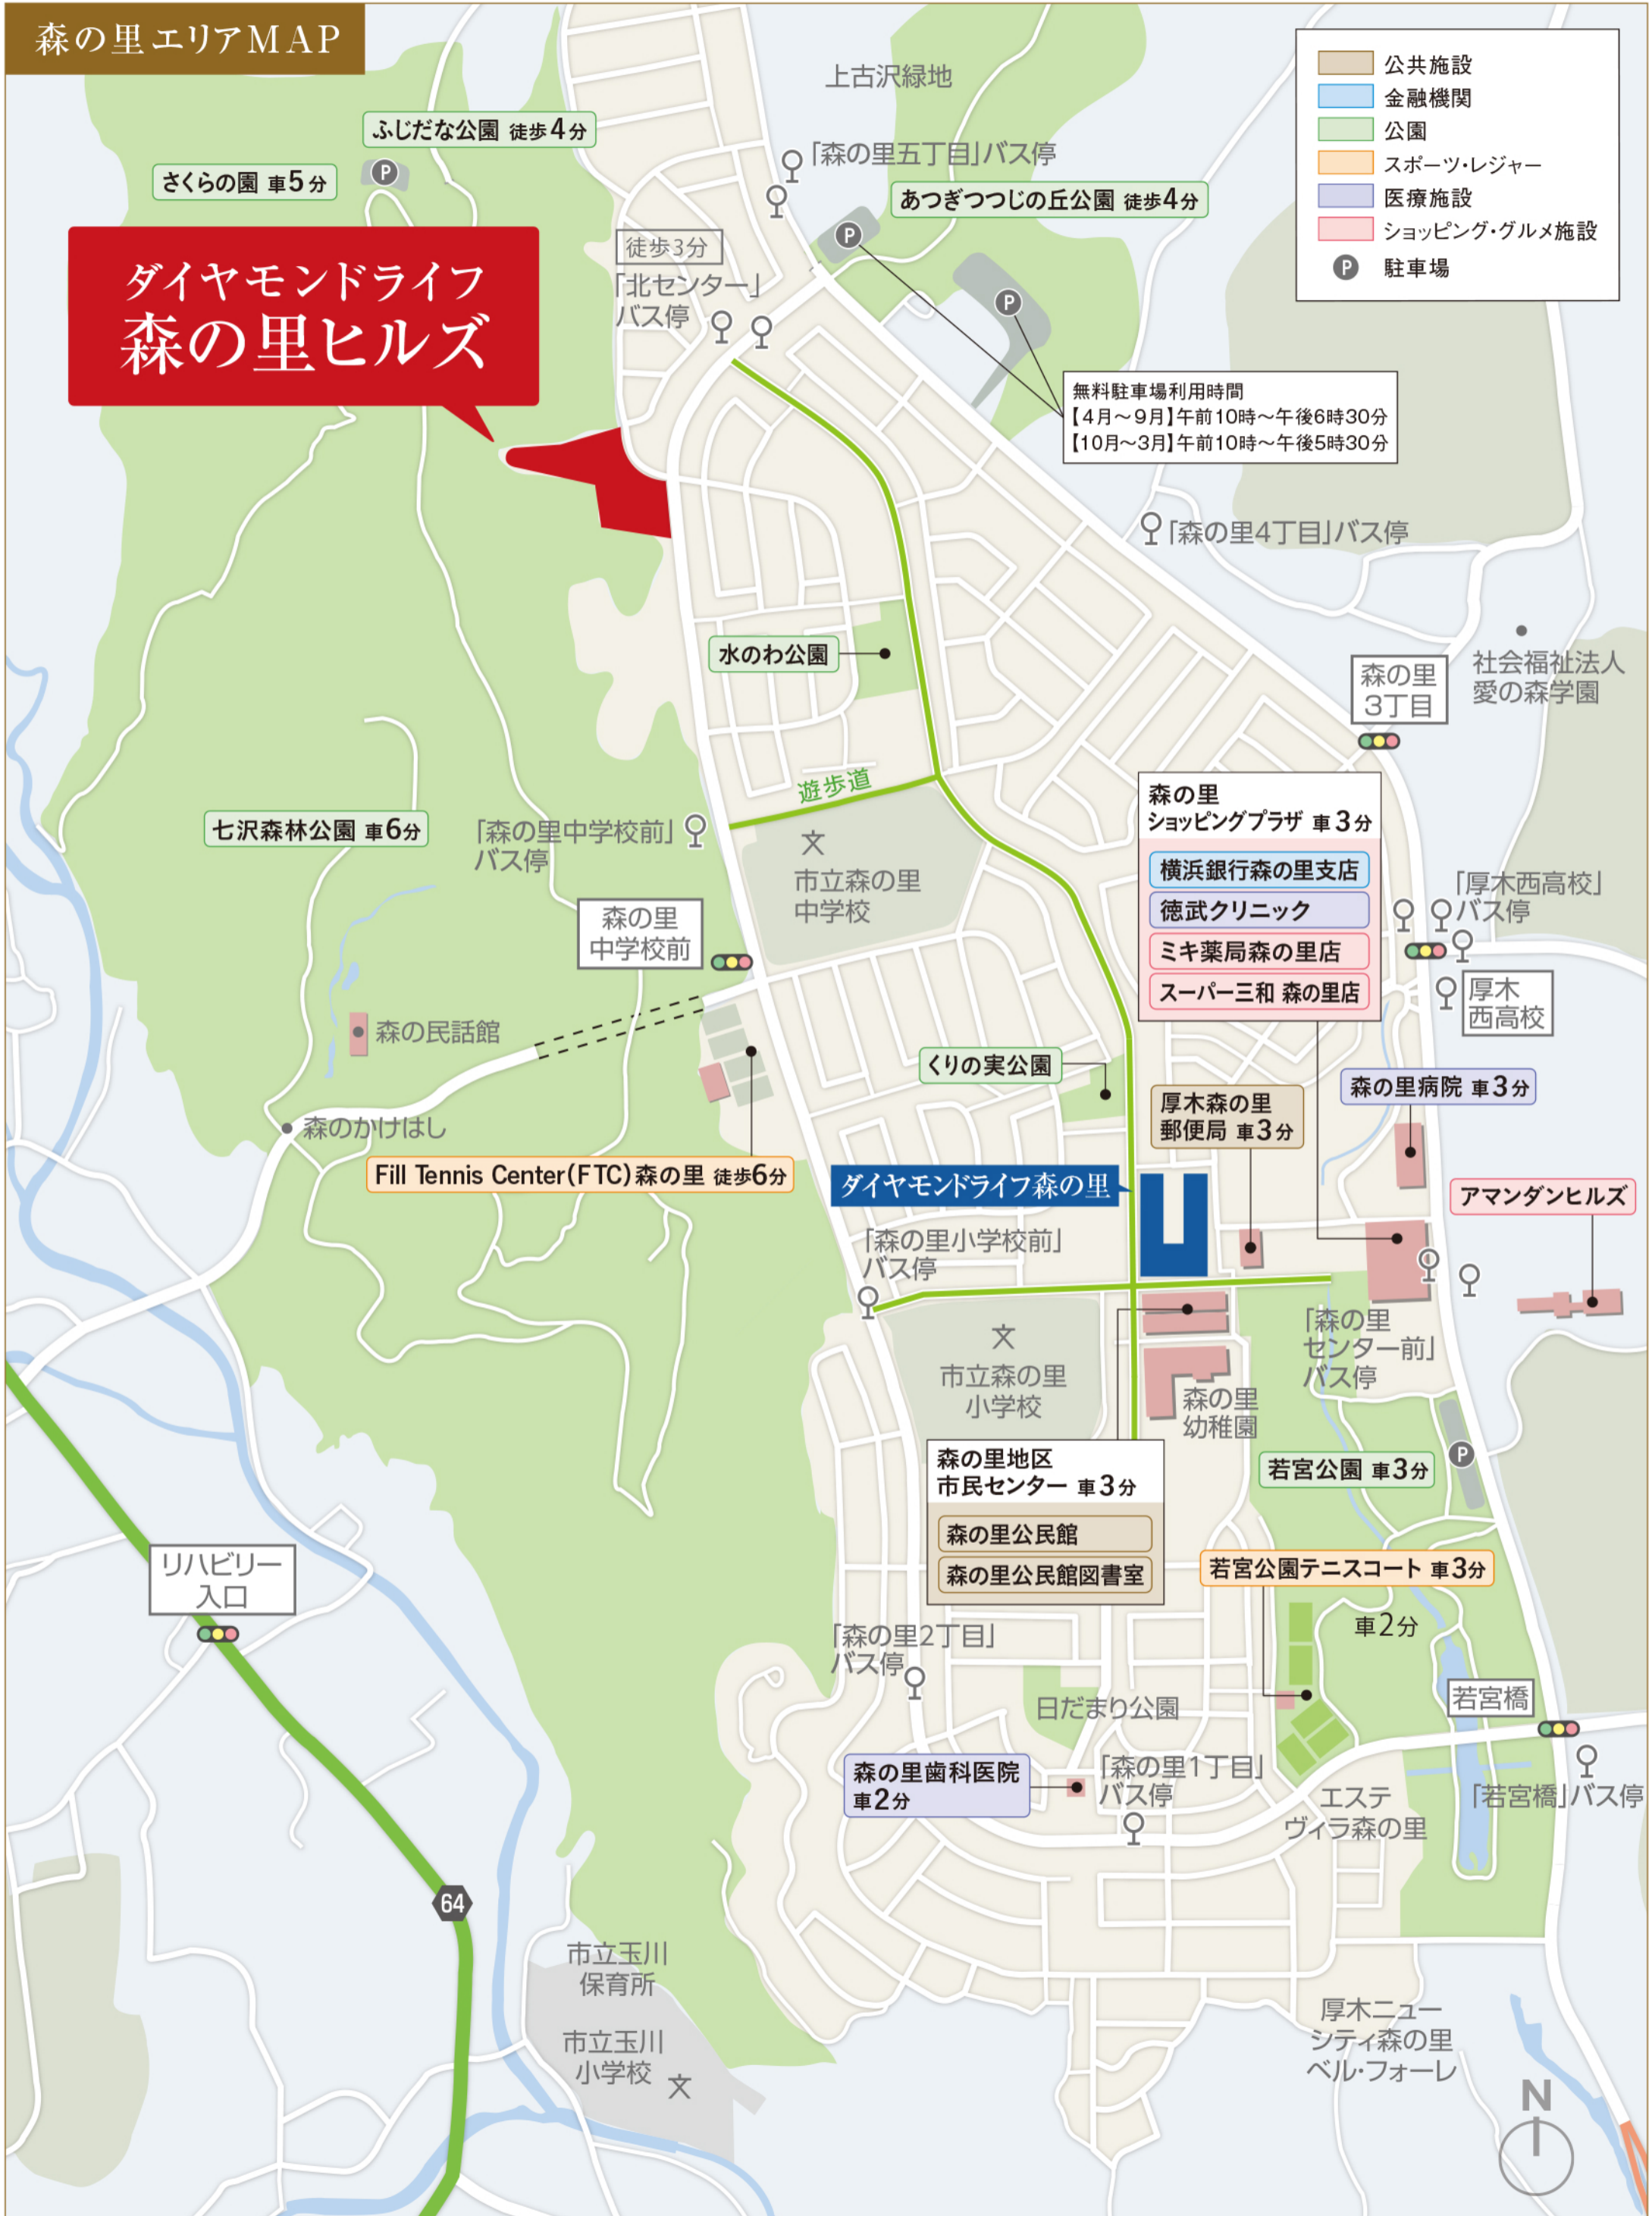 森の里エリアMAP
公共施設
金融機関
公園
スポーツ・レジャー
医療施設
ショッピング・グルメ施設
P 駐車場
上古沢緑地
ふじだな公園 徒歩4分
さくらの園 車5分
P
「森の里五丁目」バス停
あつぎつつじの丘公園 徒歩4分
P
P
徒歩3分
「北センター」
バス停
ダイヤモンドライフ
森の里ヒルズ
無料駐車場利用時間
【4月〜9月】午前10時〜午後6時30分
【10月〜3月】午前10時〜午後5時30分
「森の里4丁目」バス停
水のわ公園
社会福祉法人
愛の森学園
森の里
3丁目
遊歩道
七沢森林公園 車6分
「森の里中学校前」
バス停
文
市立森の里
中学校
森の里
ショッピングプラザ 車3分
横浜銀行森の里支店
徳武クリニック
ミキ薬局森の里店
スーパー三和 森の里店
「厚木西高校」
バス停
森の里
中学校前
厚木
西高校
森の民話館
くりの実公園
森の里病院 車3分
厚木森の里
郵便局 車3分
森のかけはし
Fill Tennis Center(FTC)森の里 徒歩6分
ダイヤモンドライフ森の里
アマンダンヒルズ
「森の里小学校前」
バス停
文
市立森の里
小学校
「森の里
センター前」
バス停
森の里
幼稚園
森の里地区
市民センター 車3分
森の里公民館
森の里公民館図書室
若宮公園 車3分
P
若宮公園テニスコート 車3分
車2分
リハビリー
入口
「森の里2丁目」
バス停
日だまり公園
若宮橋
森の里歯科医院
車2分
「森の里1丁目」
バス停
エステ
ヴィラ森の里
「若宮橋」バス停
64
市立玉川
保育所
市立玉川
小学校 文
厚木ニュー
シティ森の里
ベル・フォーレ
N